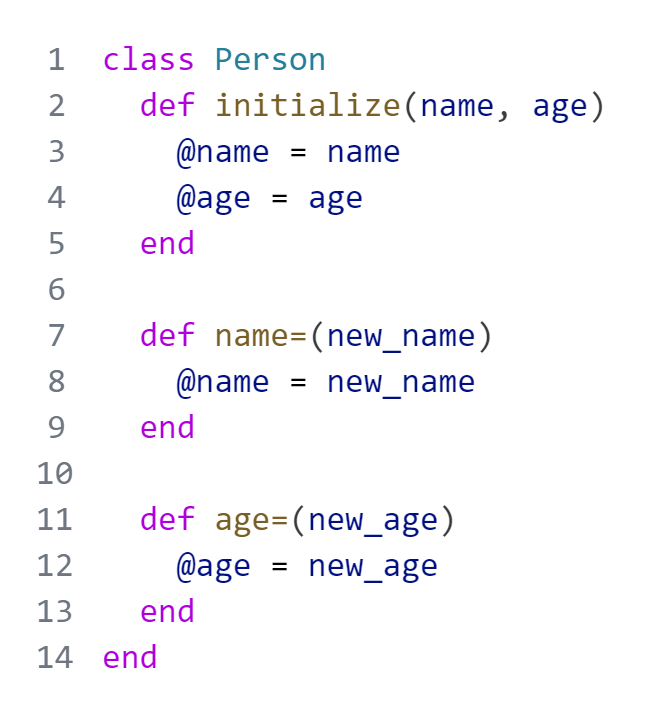 1 class Person
2   def initialize(name, age)
3     @name = name
4     @age = age
5   end
6
7   def name=(new_name)
8     @name = new_name
9   end
10
11   def age=(new_age)
12     @age = new_age
13   end
14 end